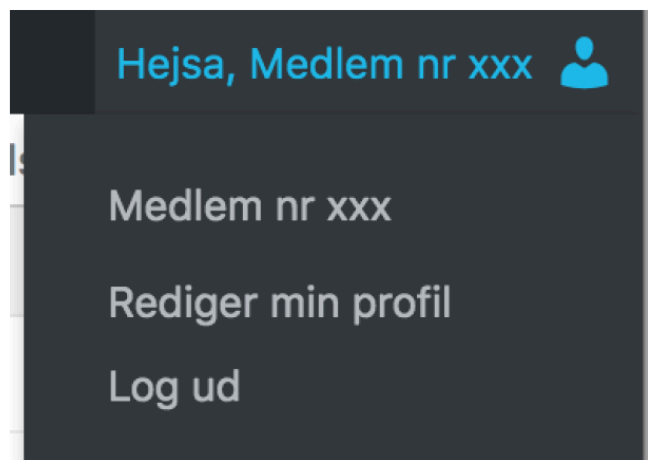 Hejsa, Medlem nr xxx
Medlem nr xxx
Rediger min profil
Log ud